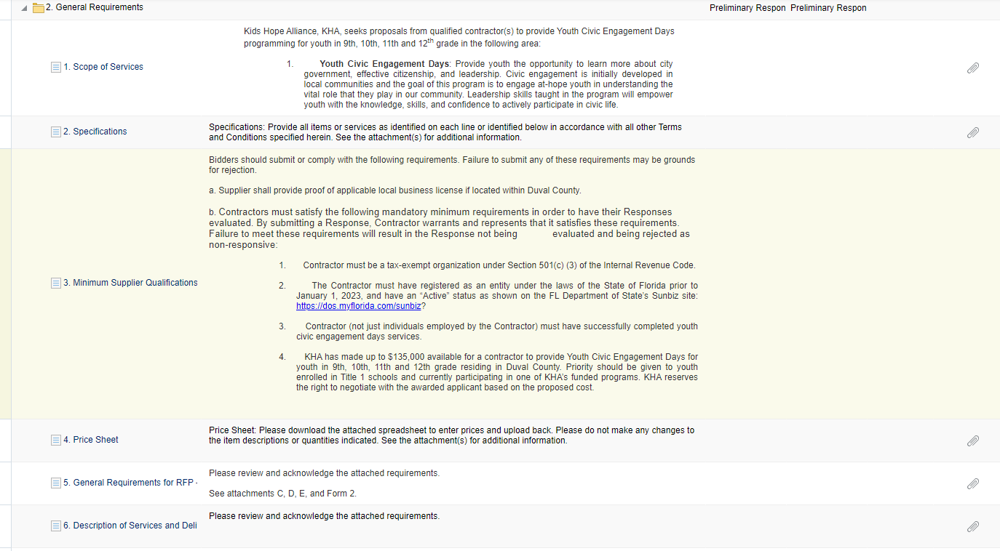 2. General Requirements
Preliminary Respon Preliminary Respon
1. Scope of Services
Kids Hope Alliance, KHA, seeks proposals from qualified contractor(s) to provide Youth Civic Engagement Days
programming for youth in 9th, 10th, 11th and 12th grade in the following area:
1. Youth Civic Engagement Days: Provide youth the opportunity to learn more about city
government, effective citizenship, and leadership. Civic engagement is initially developed in
local communities and the goal of this program is to engage at-hope youth in understanding the
vital role that they play in our community. Leadership skills taught in the program will empower
youth with the knowledge, skills, and confidence to actively participate in civic life.
2. Specifications
Specifications: Provide all items or services as identified on each line or identified below in accordance with all other Terms
and Conditions specified herein. See the attachment(s) for additional information.
3. Minimum Supplier Qualifications
Bidders should submit or comply with the following requirements. Failure to submit any of these requirements may be grounds
for rejection.
a. Supplier shall provide proof of applicable local business license if located within Duval County.
b. Contractors must satisfy the following mandatory minimum requirements in order to have their Responses
evaluated. By submitting a Response, Contractor warrants and represents that it satisfies these requirements.
Failure to meet these requirements will result in the Response not being evaluated and being rejected as
non-responsive:
1. Contractor must be a tax-exempt organization under Section 501(c) (3) of the Internal Revenue Code.
2. The Contractor must have registered as an entity under the laws of the State of Florida prior to
January 1, 2023, and have an “Active” status as shown on the FL Department of State’s Sunbiz site:
https://dos.myflorida.com/sunbiz?
3. Contractor (not just individuals employed by the Contractor) must have successfully completed youth
civic engagement days services.
4. KHA has made up to $135,000 available for a contractor to provide Youth Civic Engagement Days for
youth in 9th, 10th, 11th and 12th grade residing in Duval County. Priority should be given to youth
enrolled in Title 1 schools and currently participating in one of KHA’s funded programs. KHA reserves
the right to negotiate with the awarded applicant based on the proposed cost.
4. Price Sheet
Price Sheet: Please download the attached spreadsheet to enter prices and upload back. Please do not make any changes to
the item descriptions or quantities indicated. See the attachment(s) for additional information.
5. General Requirements for RFP -
Please review and acknowledge the attached requirements.
See attachments C, D, E, and Form 2.
6. Description of Services and Deli
Please review and acknowledge the attached requirements.